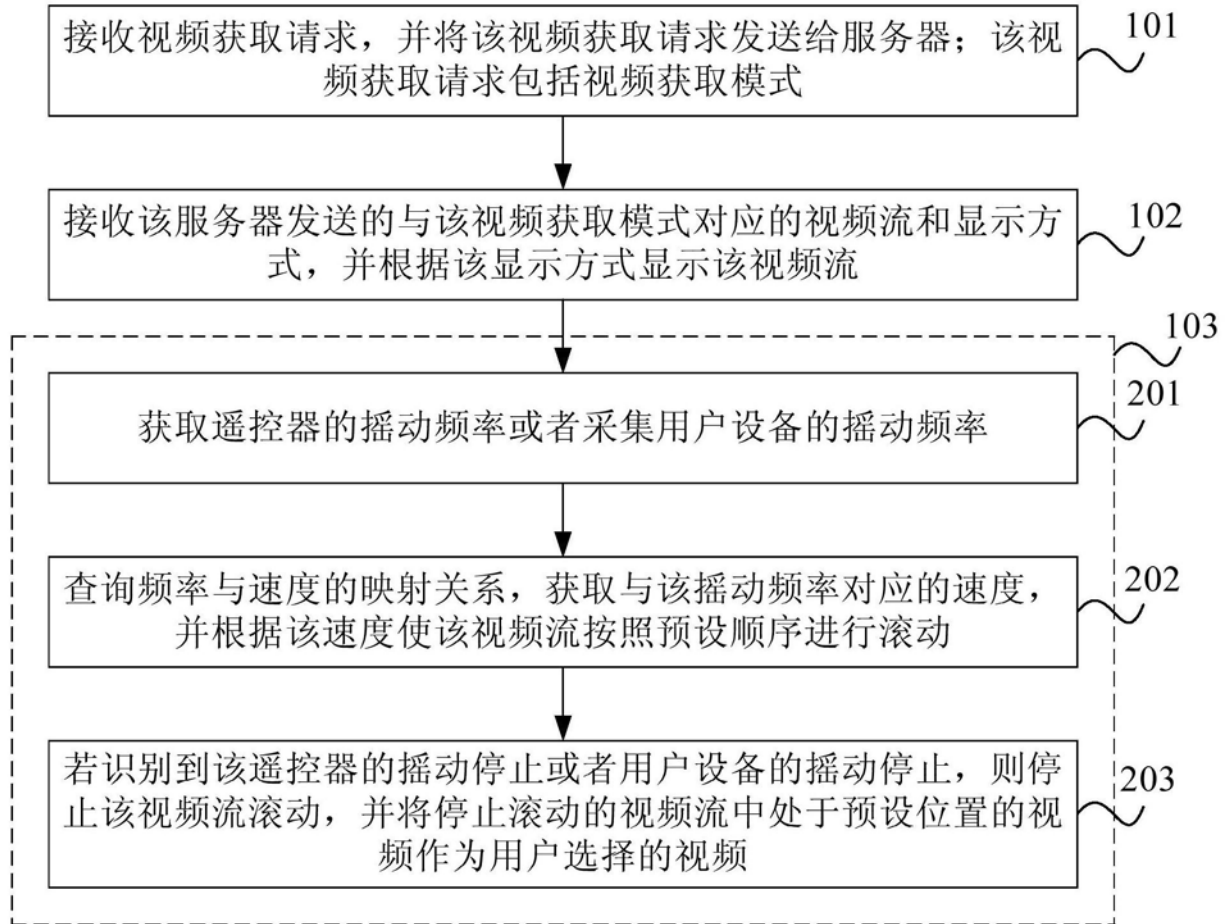 接收视频获取请求，并将该视频获取请求发送给服务器；该视
频获取请求包括视频获取模式
101
接收该服务器发送的与该视频获取模式对应的视频流和显示方
式，并根据该显示方式显示该视频流
102
103
获取遥控器的摇动频率或者采集用户设备的摇动频率
201
查询频率与速度的映射关系，获取与该摇动频率对应的速度，
并根据该速度使该视频流按照预设顺序进行滚动
202
若识别到该遥控器的摇动停止或者用户设备的摇动停止，则停
止该视频流滚动，并将停止滚动的视频流中处于预设位置的视
频作为用户选择的视频
203